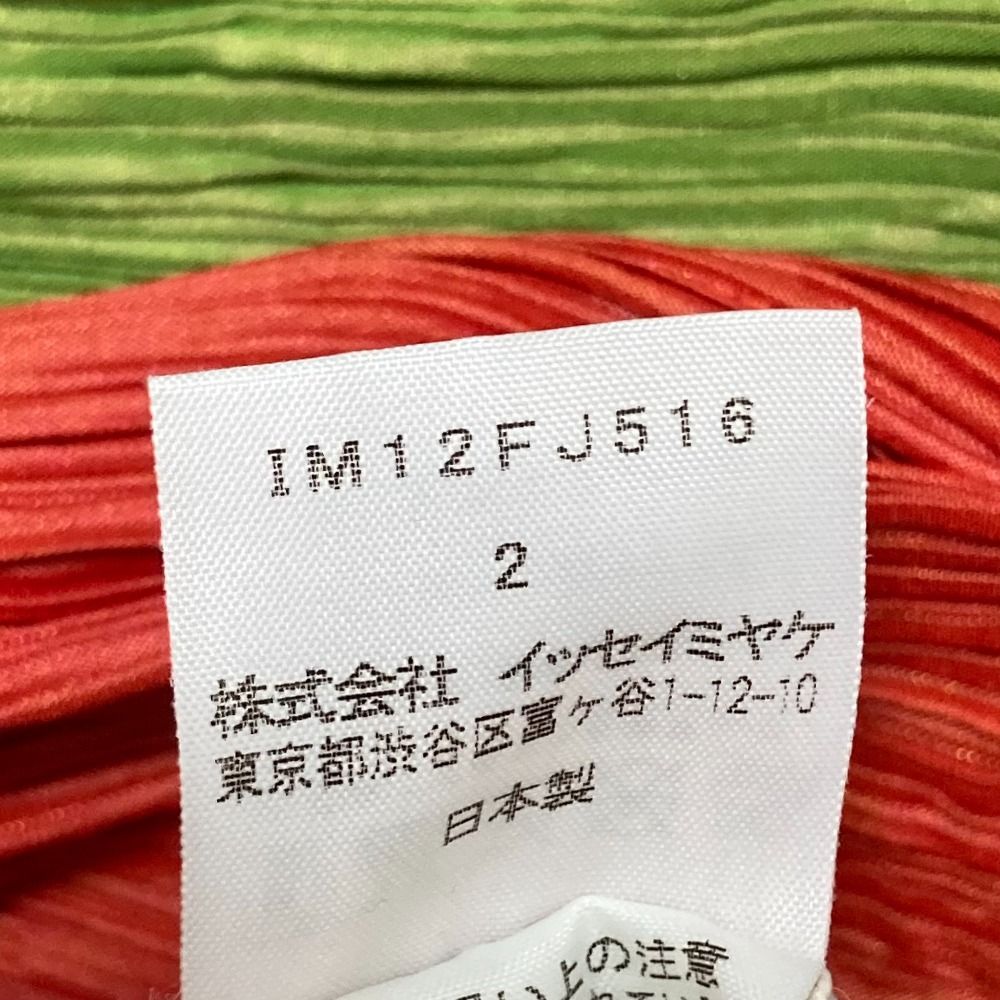 IM12FJ516
2
株式会社 イッセイミヤケ
東京都渋谷区富ヶ谷1-12-10
日本製
上の注意